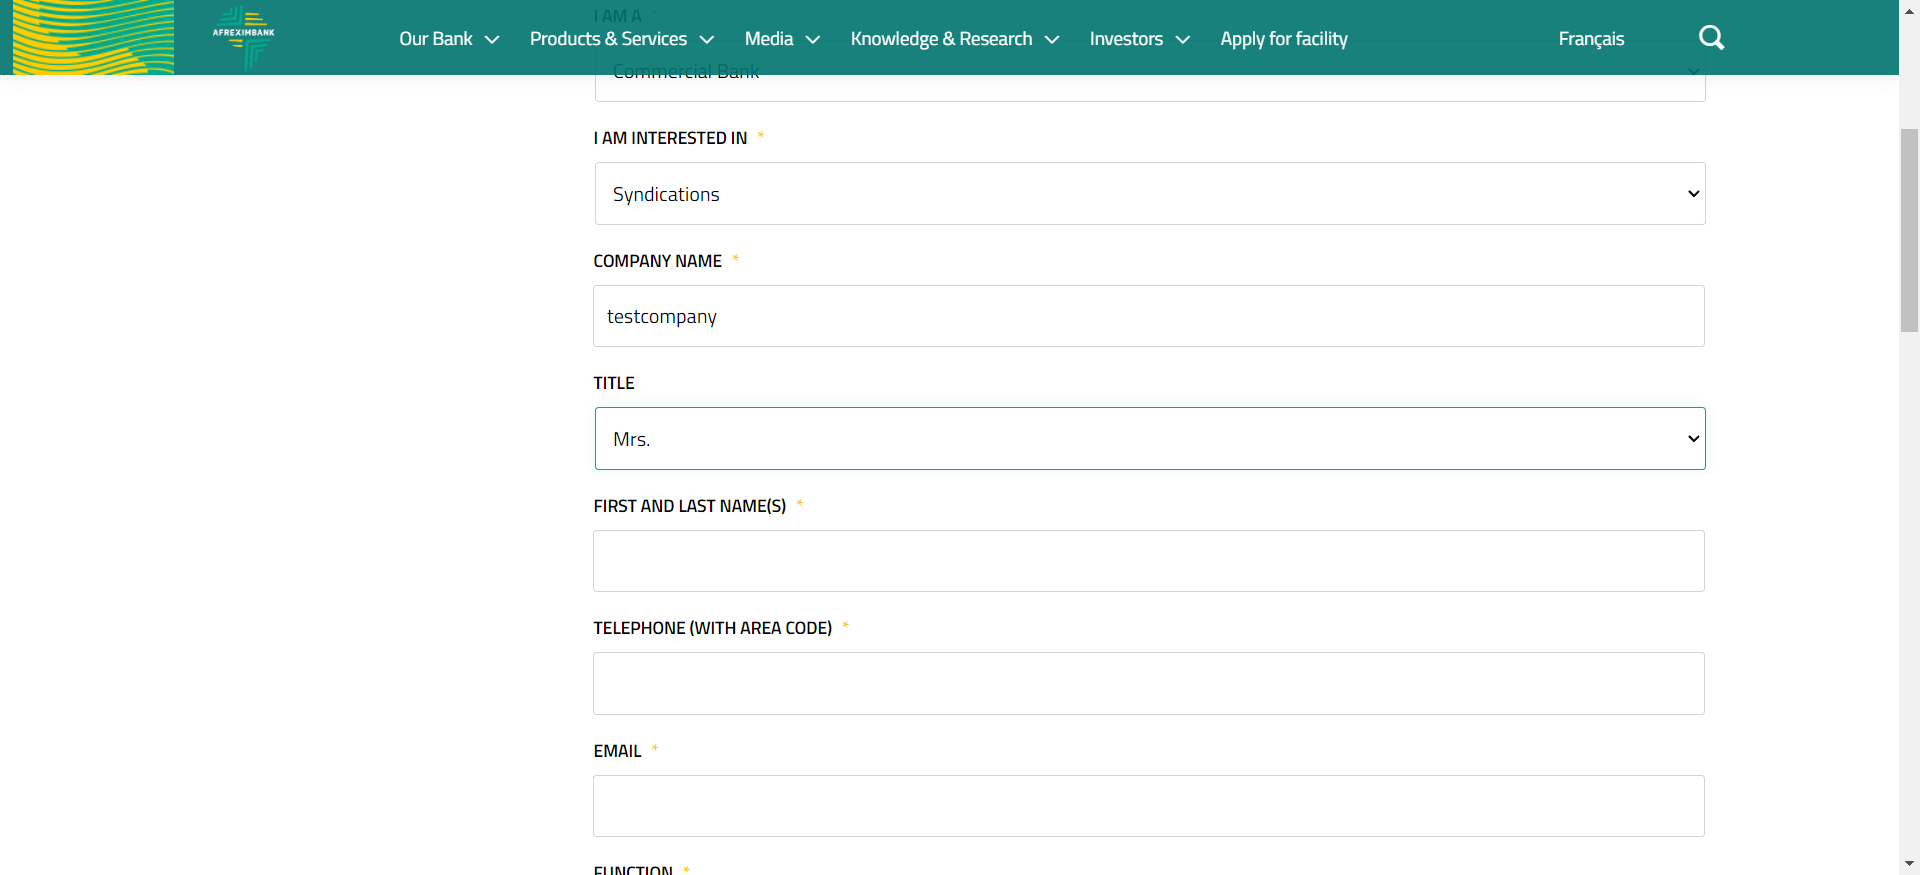 I AM A *
AFREXIMBANK
Our Bank
Products & Services
Media
Knowledge & Research
Investors
Apply for facility
Français
Commercial Bank
I AM INTERESTED IN *
Syndications
COMPANY NAME *
testcompany
TITLE
Mrs.
FIRST AND LAST NAME(S) *
TELEPHONE (WITH AREA CODE) *
EMAIL *
FUNCTION *